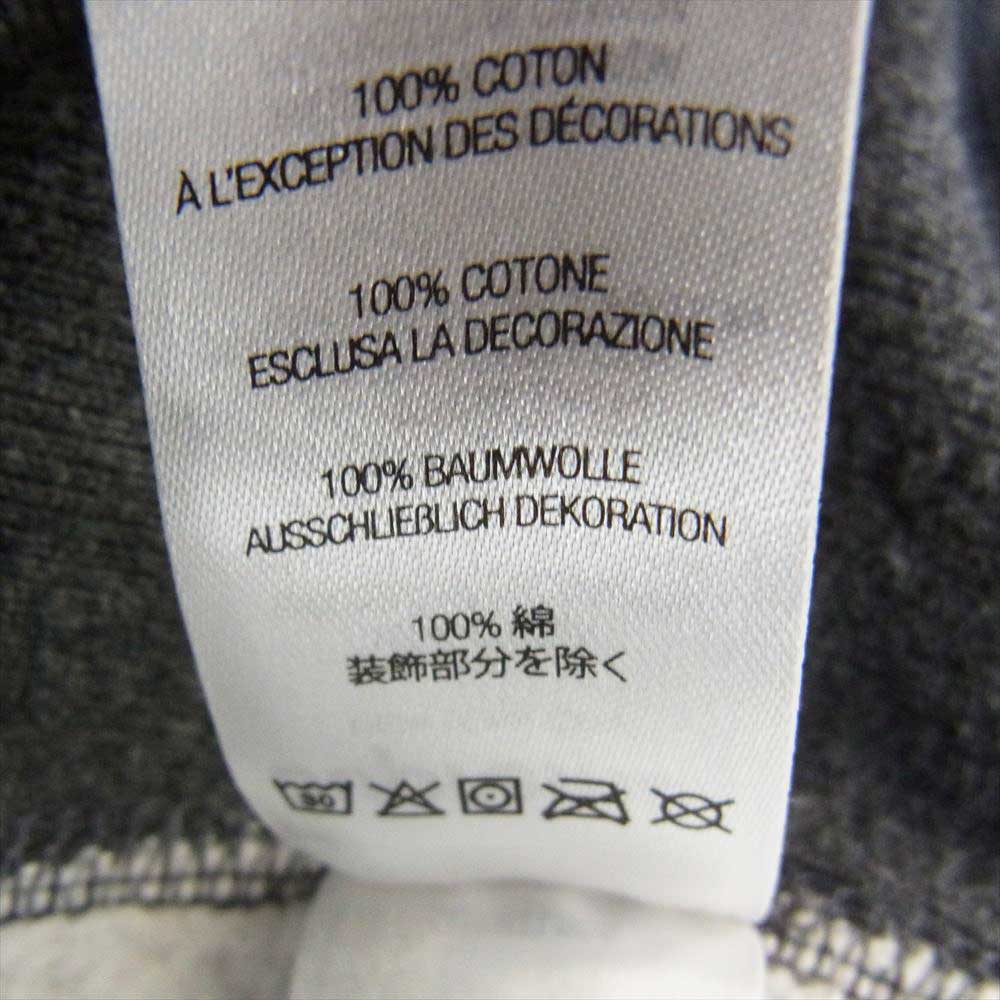 100% COTON
À L'EXCEPTION DES DÉCORATIONS
100% COTONE
ESCLUSA LA DECORAZIONE
100% BAUMWOLLE
AUSSCHLIEßLICH DEKORATION
100% 綿
装飾部分を除く
30